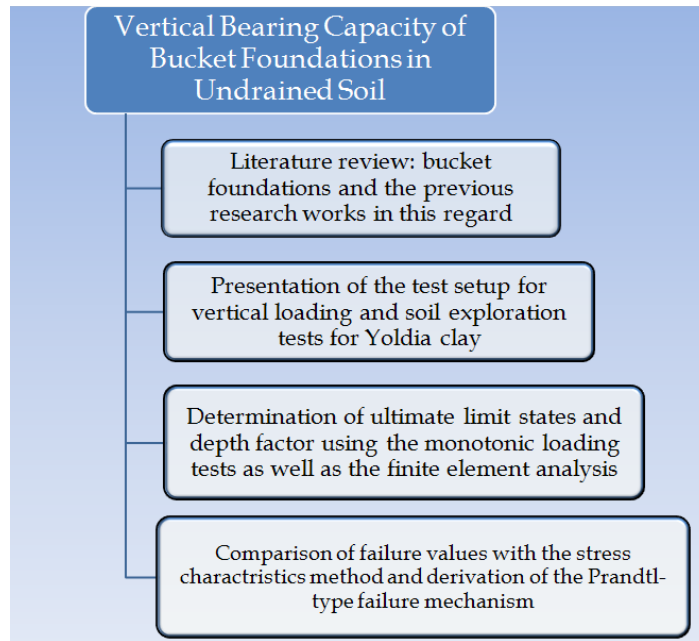 Vertical Bearing Capacity of
Bucket Foundations in
Undrained Soil
Literature review: bucket
foundations and the previous
research works in this regard
Presentation of the test setup for
vertical loading and soil exploration
tests for Yoldia clay
Determination of ultimate limit states and
depth factor using the monotonic loading
tests as well as the finite element analysis
Comparison of failure values with the stress
charactristics method and derivation of the Prandtl-
type failure mechanism